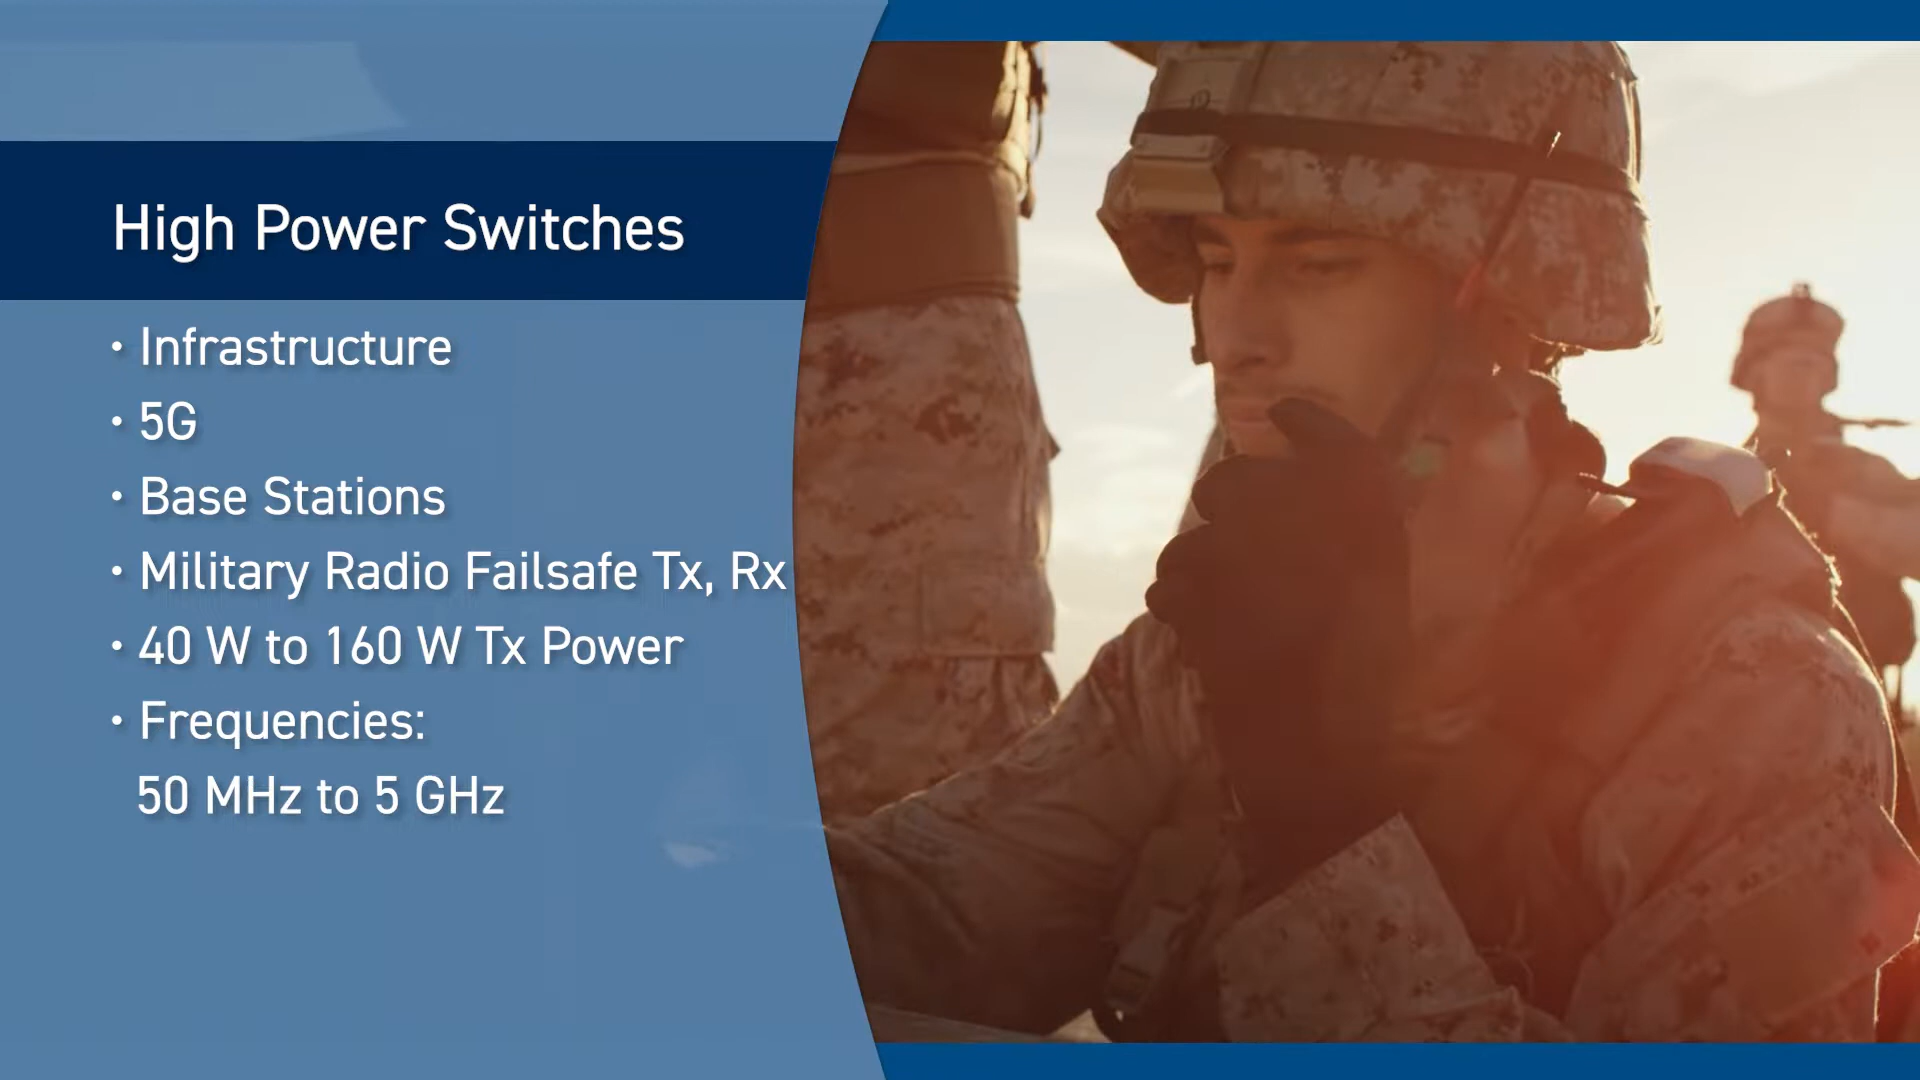 High Power Switches
· Infrastructure
· 5G
· Base Stations
· Military Radio Failsafe Tx, Rx
· 40 W to 160 W Tx Power
· Frequencies:
50 MHz to 5 GHz